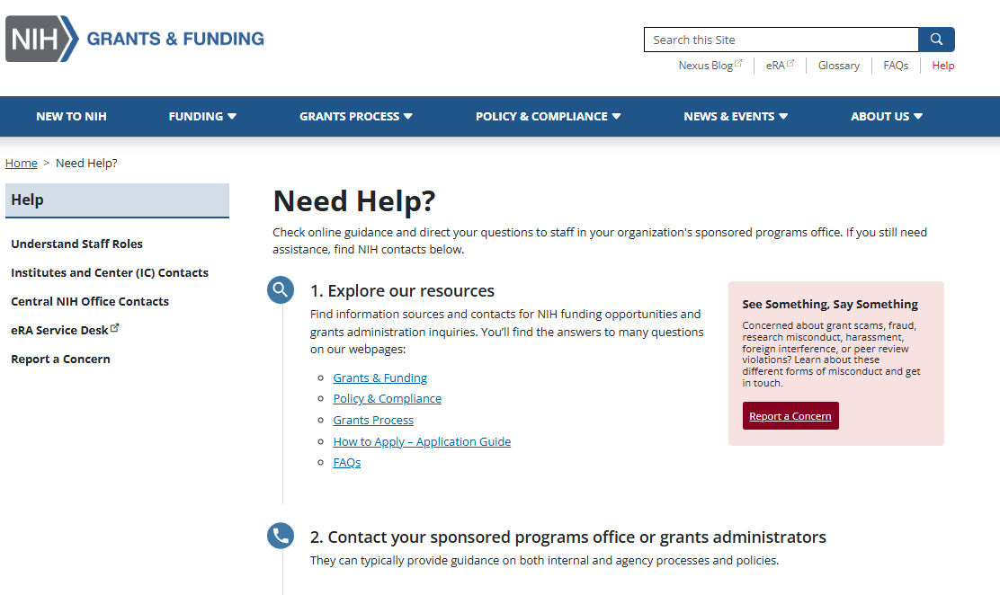 NIH GRANTS & FUNDING
Search this Site
Nexus Blog eRA Glossary FAQs Help
NEW TO NIH FUNDING GRANTS PROCESS POLICY & COMPLIANCE NEWS & EVENTS ABOUT US
Home > Need Help?
Help
Understand Staff Roles
Institutes and Center (IC) Contacts
Central NIH Office Contacts
eRA Service Desk
Report a Concern
Need Help?
Check online guidance and direct your questions to staff in your organization's sponsored programs office. If you still need
assistance, find NIH contacts below.
1. Explore our resources
Find information sources and contacts for NIH funding opportunities and
grants administration inquiries. You’ll find the answers to many questions
on our webpages:
Grants & Funding
Policy & Compliance
Grants Process
How to Apply – Application Guide
FAQs
See Something, Say Something
Concerned about grant scams, fraud,
research misconduct, harassment,
foreign interference, or peer review
violations? Learn about these
different forms of misconduct and get
in touch.
Report a Concern
2. Contact your sponsored programs office or grants administrators
They can typically provide guidance on both internal and agency processes and policies.